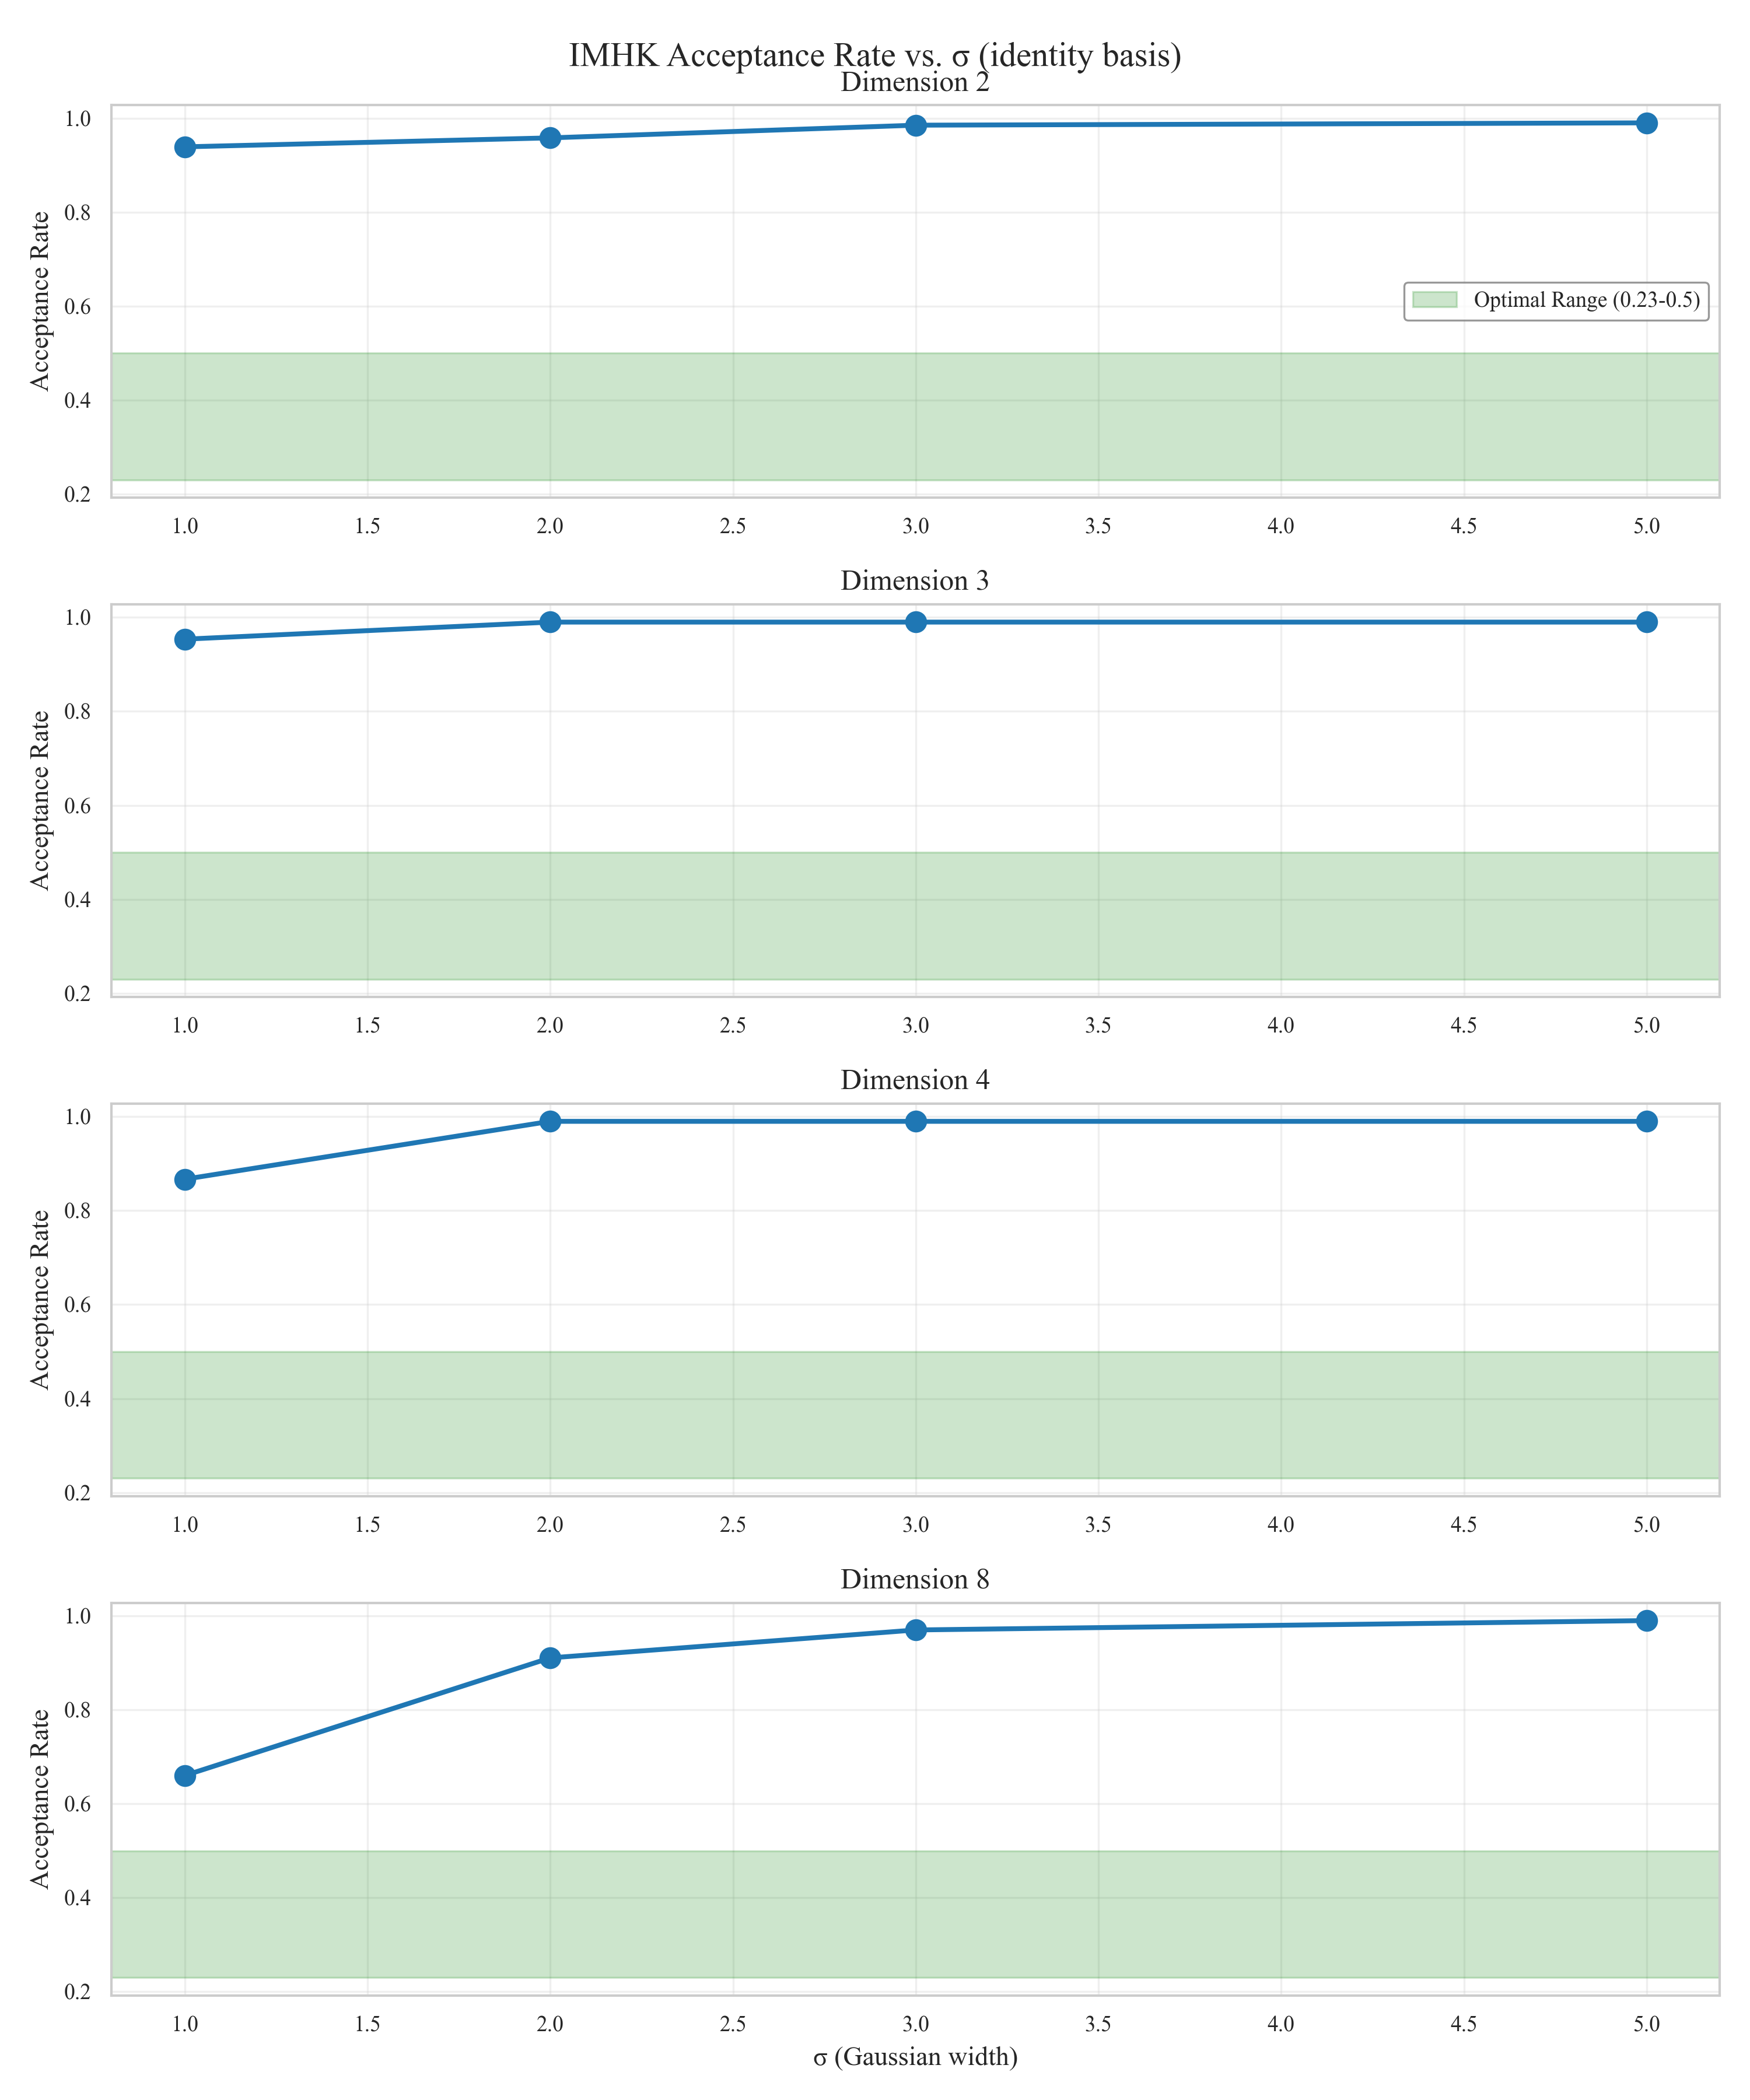 IMHK Acceptance Rate vs. σ (identity basis)
Dimension 2
Acceptance Rate
1.0
0.8
0.6
0.4
0.2
Optimal Range (0.23-0.5)
1.0 1.5 2.0 2.5 3.0 3.5 4.0 4.5 5.0
Dimension 3
Acceptance Rate
1.0
0.8
0.6
0.4
0.2
1.0 1.5 2.0 2.5 3.0 3.5 4.0 4.5 5.0
Dimension 4
Acceptance Rate
1.0
0.8
0.6
0.4
0.2
1.0 1.5 2.0 2.5 3.0 3.5 4.0 4.5 5.0
Dimension 8
Acceptance Rate
1.0
0.8
0.6
0.4
0.2
1.0 1.5 2.0 2.5 3.0 3.5 4.0 4.5 5.0
σ (Gaussian width)